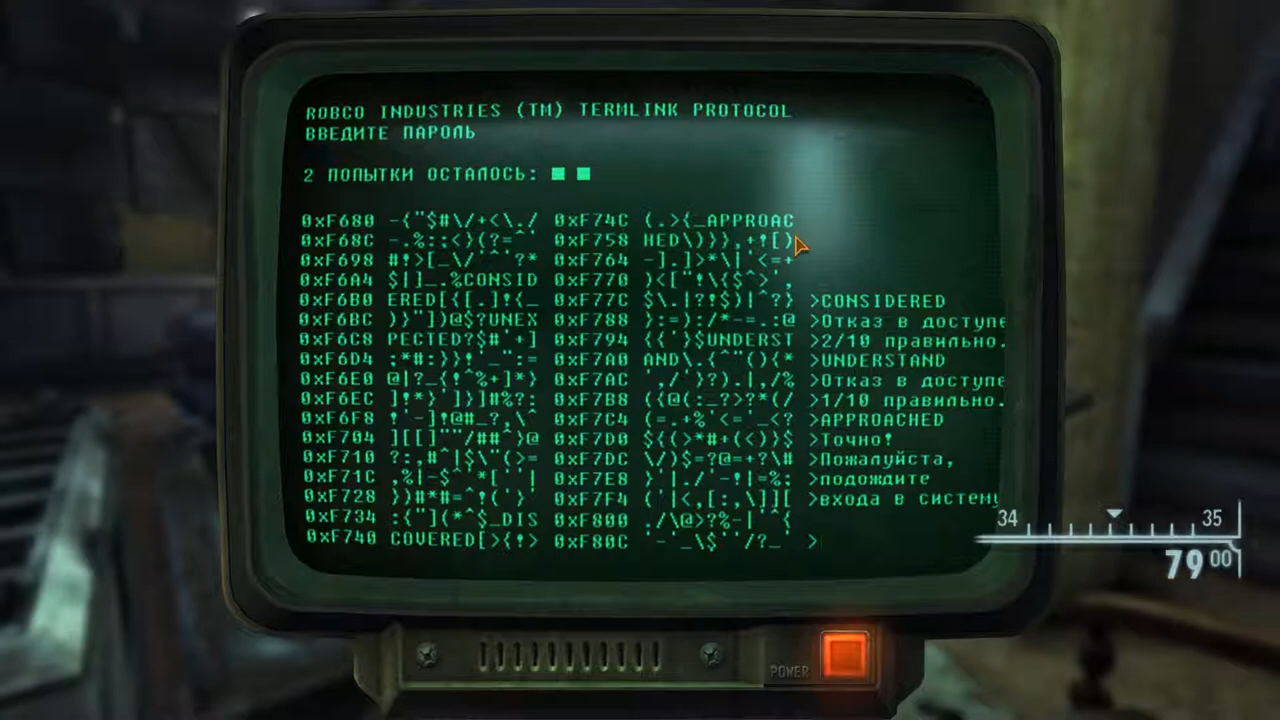 ROBCO INDUSTRIES (TM) TERMLINK PROTOCOL
ВВЕДИТЕ ПАРОЛЬ
2 ПОПЫТКИ ОСТАЛОСЬ: ■ ■
0xF680 -{"$#\/+<\./ 0xF74C (.>{_APPROAC
0xF68C -.%::<}(?=^' 0xF758 HED\)}},+![)
0xF698 #!>[_\/'^'?* 0xF764 -].]>*\|'<=+
0xF6A4 $|]_.%CONSID 0xF770 )<["!\{$^>',
0xF6B0 ERED[{[.]!{_ 0xF77C $\.|?!$)|^?} >CONSIDERED
0xF6BC )}"])@$?UNEX 0xF788 }:=):/*-=.:@ >Отказ в доступе
0xF6C8 PECTED?$#'+] 0xF794 {{'}$UNDERST >2/10 правильно.
0xF6D4 :*#:}}!'_":= 0xF7A0 AND\.{^"(){* >UNDERSTAND
0xF6E0 @|?_{!^%+]*} 0xF7AC ',/'}?).|,/% >Отказ в доступе
0xF6EC ]!*}']}]#%?: 0xF7B8 ({@(:_?>?*(/ >1/10 правильно.
0xF6F8 !'-]!@#_?,\^ 0xF7C4 (=.+%'<='_<? >APPROACHED
0xF704 ][[]""/##^}@ 0xF7D0 ${(>*#+(<)}$ >Точно!
0xF710 ?:,#^|$\"(>= 0xF7DC \/)$=?@=+?\# >Пожалуйста,
0xF71C ,%|-$^'*[''| 0xF7E8 }'|./'-!|=%: >подождите
0xF728 })#*#=^!('}' 0xF7F4 ('|<,[:,\]][ >входа в систему
0xF734 :{"](*^$_DIS 0xF800 :/\@>?%-|'^{
0xF740 COVERED[>{!> 0xF80C '-'_\$''/?_' >
34 35
79 00
POWER